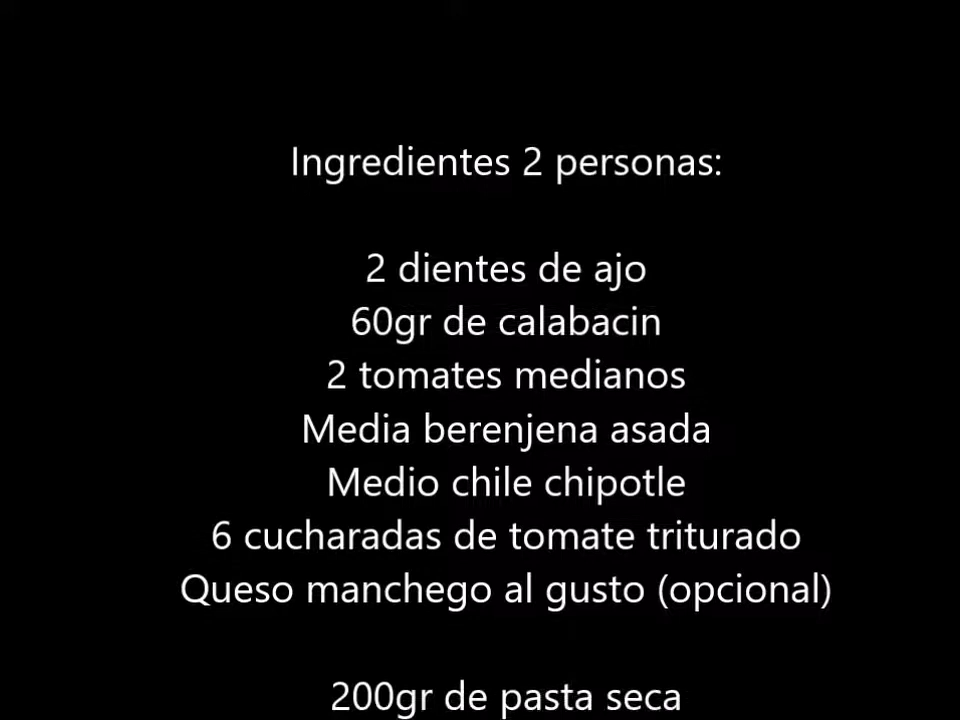 Ingredientes 2 personas:
2 dientes de ajo
60gr de calabacin
2 tomates medianos
Media berenjena asada
Medio chile chipotle
6 cucharadas de tomate triturado
Queso manchego al gusto (opcional)
200gr de pasta seca